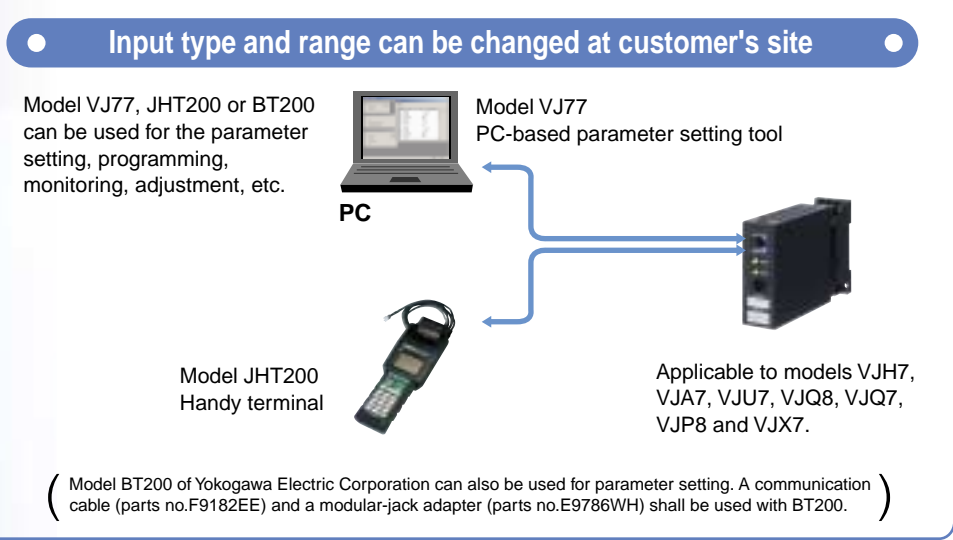 Input type and range can be changed at customer's site
Model VJ77, JHT200 or BT200
can be used for the parameter
setting, programming,
monitoring, adjustment, etc.
Model VJ77
PC-based parameter setting tool
PC
Model JHT200
Handy terminal
Applicable to models VJH7,
VJA7, VJU7, VJQ8, VJQ7,
VJP8 and VJX7.
(Model BT200 of Yokogawa Electric Corporation can also be used for parameter setting. A communication
cable (parts no.F9182EE) and a modular-jack adapter (parts no.E9786WH) shall be used with BT200.)